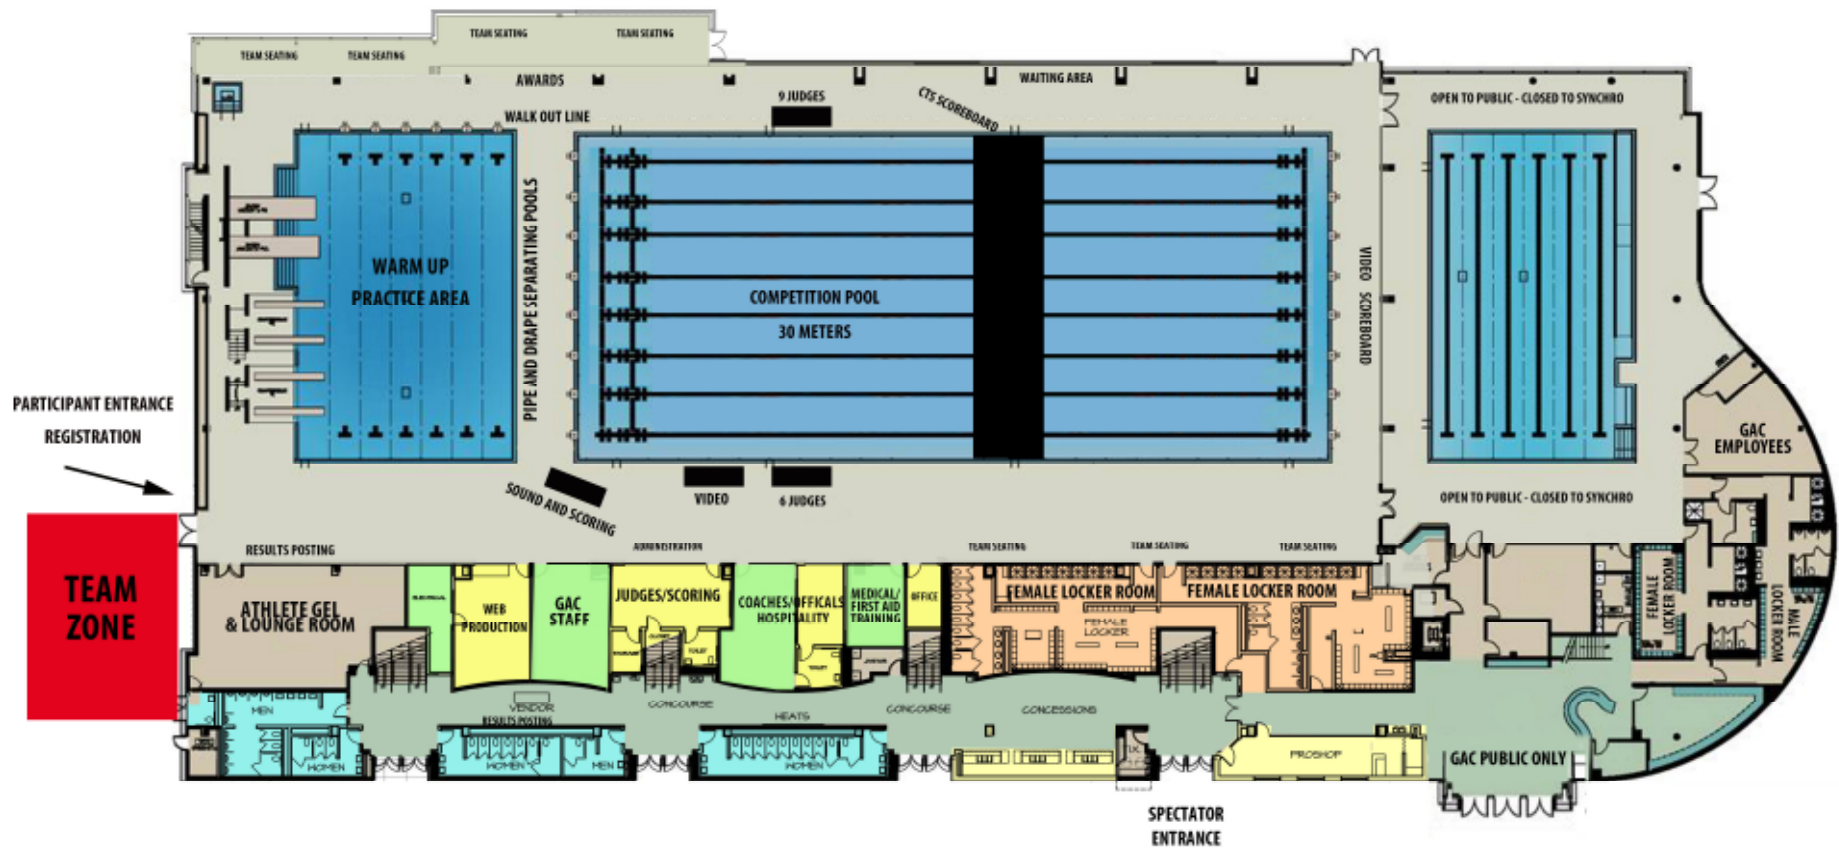 TEAM SEATING
TEAM SEATING
TEAM SEATING
TEAM SEATING
AWARDS
WAITING AREA
9 JUDGES
CTS SCOREBOARD
OPEN TO PUBLIC - CLOSED TO SYNCHRO
WALK OUT LINE
WARM UP
PRACTICE AREA
PIPE AND DRAPE SEPARATING POOLS
COMPETITION POOL
30 METERS
VIDEO SCOREBOARD
PARTICIPANT ENTRANCE
REGISTRATION
GAC
EMPLOYEES
SOUND AND SCORING
VIDEO
6 JUDGES
OPEN TO PUBLIC - CLOSED TO SYNCHRO
RESULTS POSTING
ADMINISTRATION
TEAM SEATING
TEAM SEATING
TEAM SEATING
TEAM
ZONE
ATHLETE GEL
& LOUNGE ROOM
ELECTRICAL
WEB
PRODUCTION
GAC
STAFF
JUDGES/SCORING
CLOSET
STORAGE
TOILET
COACHES/OFFICALS
HOSPITALITY
TOILET
MEDICAL/
FIRST AID
TRAINING
OFFICE
JANITOR
FEMALE LOCKER ROOM
FEMALE
LOCKER
FEMALE LOCKER ROOM
FEMALE
LOCKER ROOM
MALE
LOCKER ROOM
MEN
WOMEN
VENDOR
RESULTS POSTING
WOMEN
MEN
CONCOURSE
HEATS
WOMEN
CONCOURSE
CONCESSIONS
PROSHOP
GAC PUBLIC ONLY
SPECTATOR
ENTRANCE